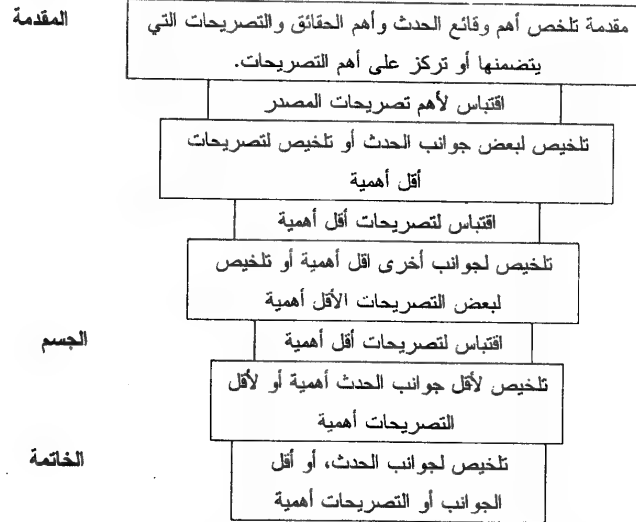 المقدمة
مقدمة تلخص أهم وقائع الحدث وأهم الحقائق والتصريحات التي
يتضمنها أو تركز على أهم التصريحات.
اقتباس لأهم تصريحات المصدر
تلخيص لبعض جوانب الحدث أو تلخيص لتصريحات
أقل أهمية
اقتباس لتصريحات أقل أهمية
تلخيص لجوانب أخرى اقل أهمية أو تلخيص
لبعض التصريحات الأقل أهمية
الجسم
اقتباس لتصريحات أقل أهمية
تلخيص لأقل جوانب الحدث أهمية أو لأقل
التصريحات أهمية
الخاتمة
تلخيص لجوانب الحدث، أو أقل
الجوانب أو التصريحات أهمية